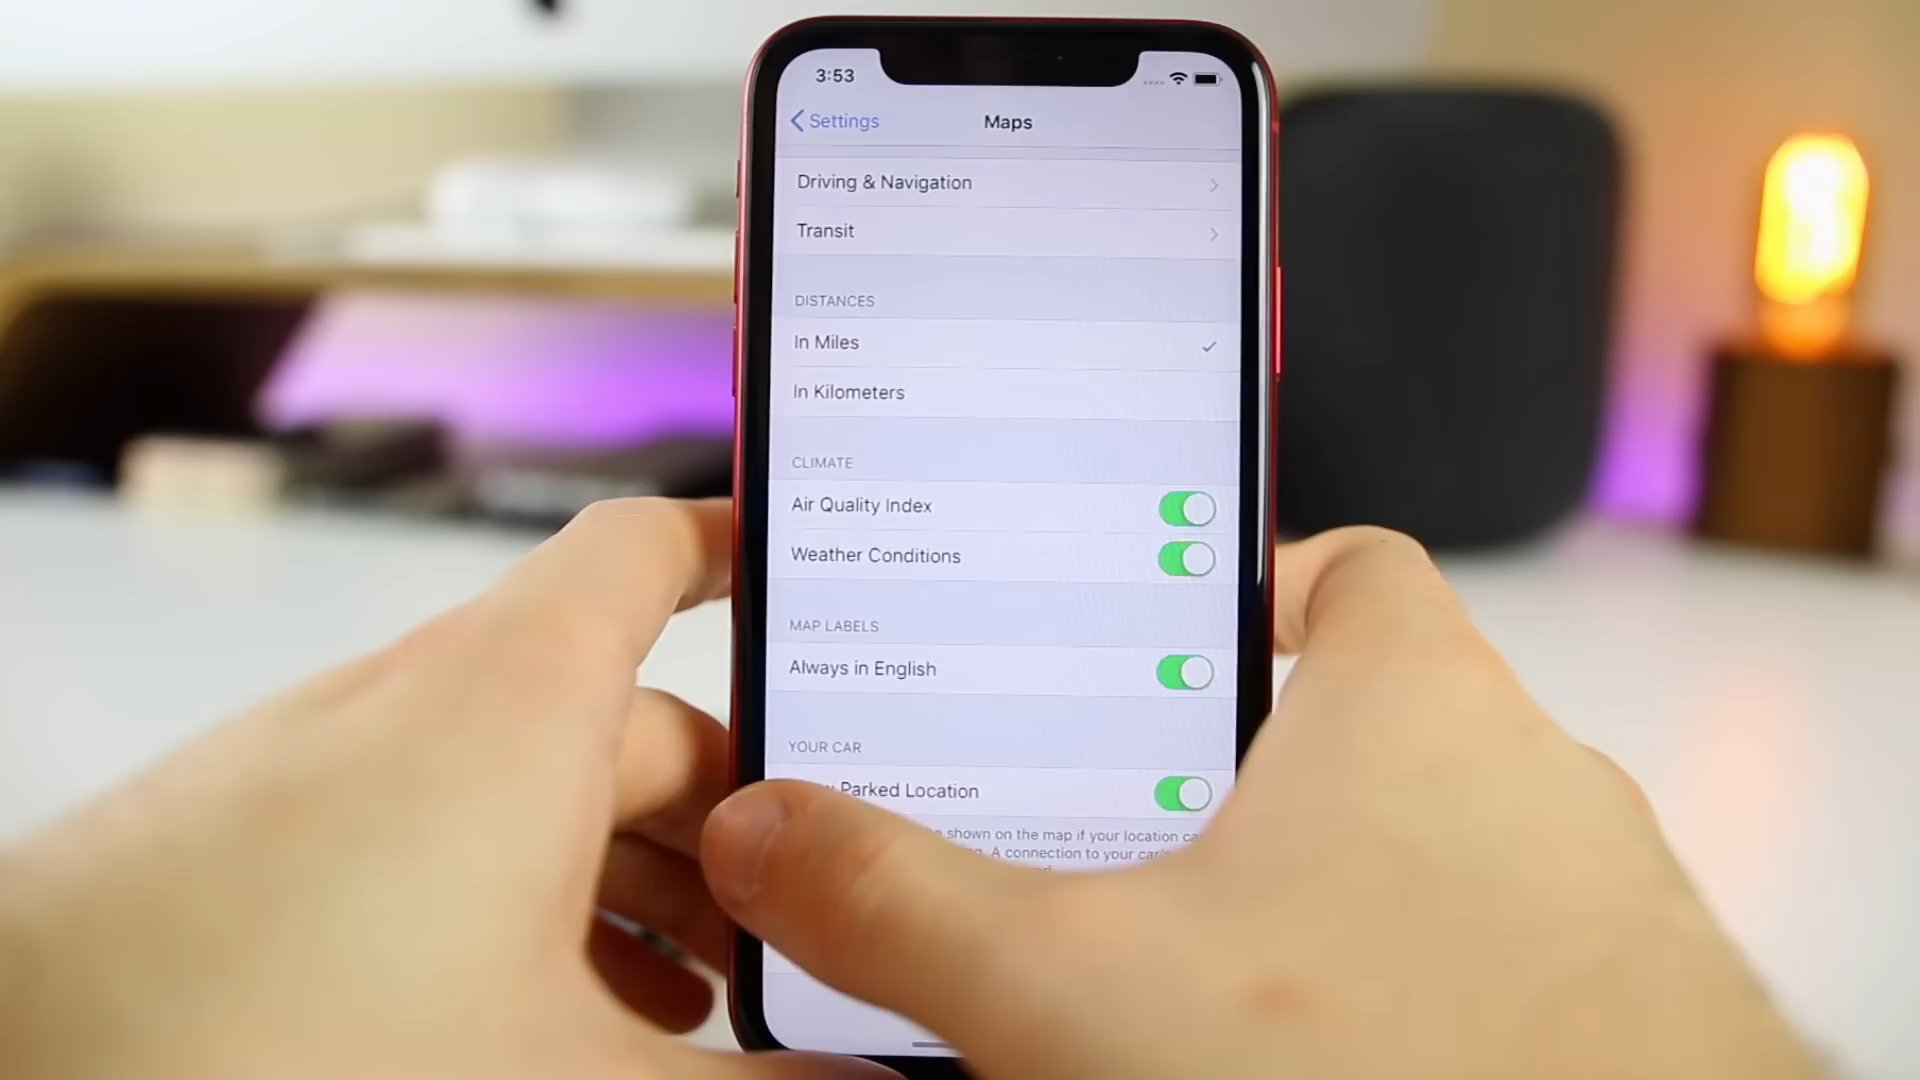 3:53
Settings
Maps
Driving & Navigation
Transit
DISTANCES
In Miles
In Kilometers
CLIMATE
Air Quality Index
Weather Conditions
MAP LABELS
Always in English
YOUR CAR
Parked Location
shown on the map if your location
A connection to your car's